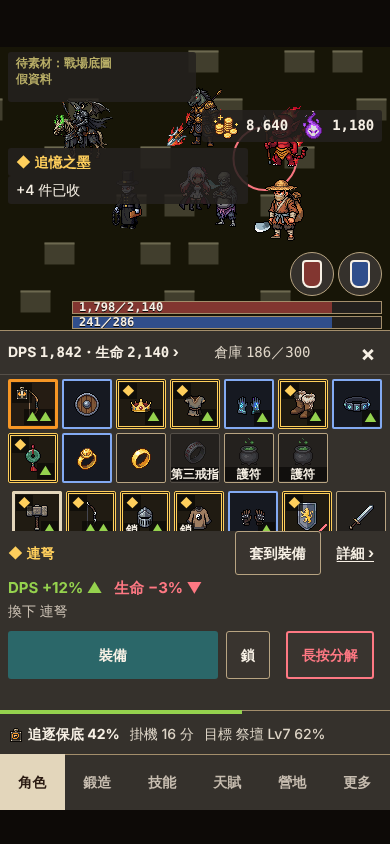 待素材：戰場底圖
假資料
8,640
1,180
◆ 追憶之墨
+4 件已收
1,798／2,140
241／286
DPS 1,842・生命 2,140 ›
倉庫 186／300
×
第三戒指
護符
護符
鎖
鎖
◆ 連弩
套到裝備
詳細 ›
DPS +12% ▲ 生命 −3% ▼
換下 連弩
裝備
鎖
長按分解
追逐保底 42% 掛機 16 分 目標 祭壇 Lv7 62%
角色
鍛造
技能
天賦
營地
更多